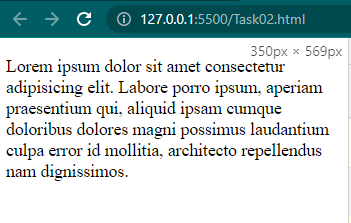 127.0.0.1:5500/Task02.html
350px × 569px
Lorem ipsum dolor sit amet consectetur
adipisicing elit. Labore porro ipsum, aperiam
praesentium qui, aliquid ipsam cumque
doloribus dolores magni possimus laudantium
culpa error id mollitia, architecto repellendus
nam dignissimos.